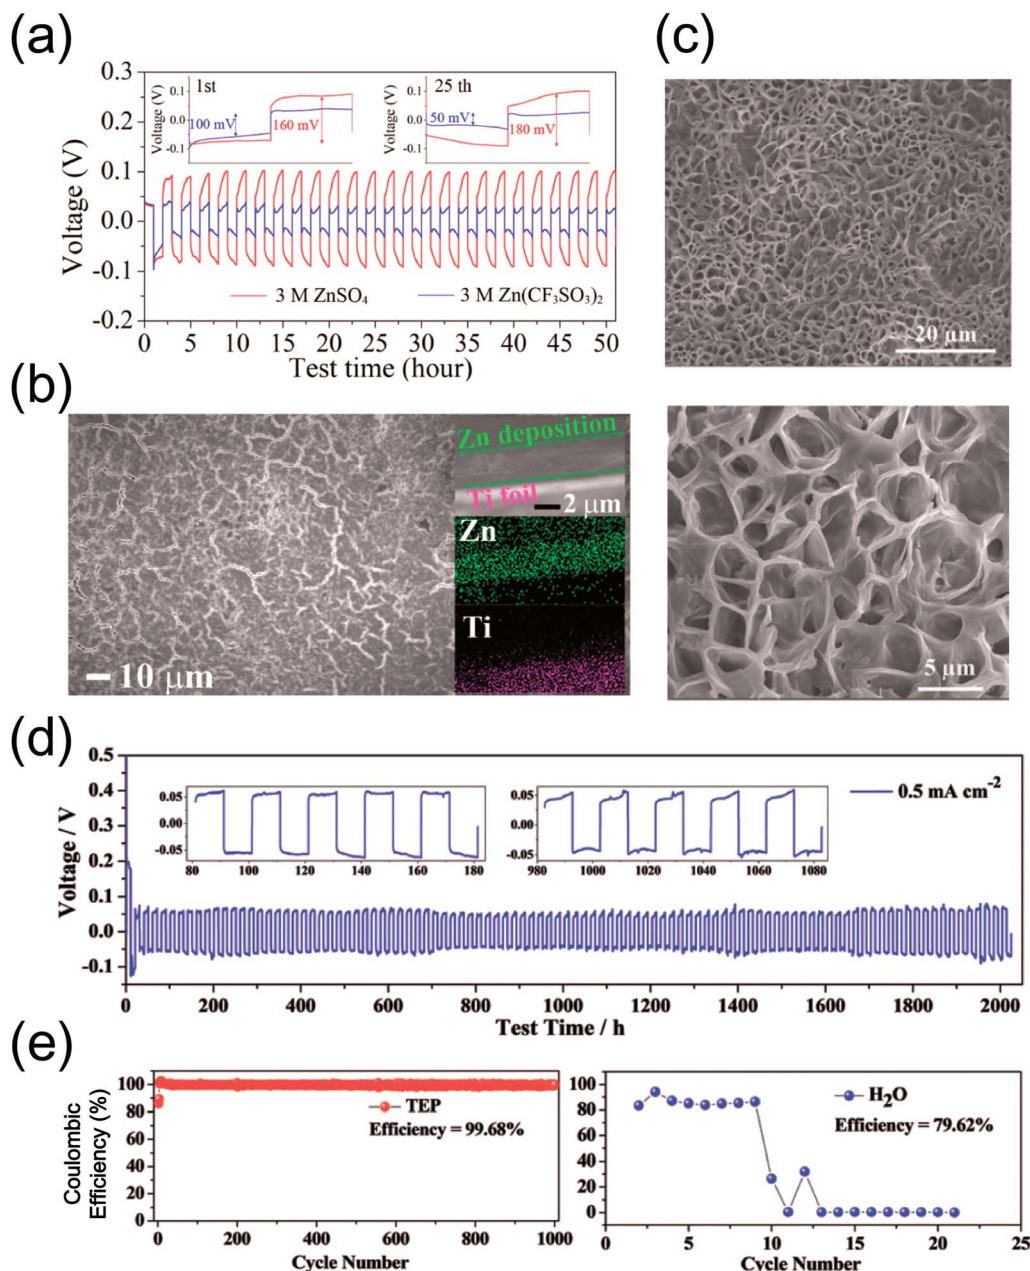 (a)
0.3
0.2
0.1
0.0
-0.1
-0.2
Voltage (V)
0.1
0.0
-0.1
Voltage (V)
1st
100 mV
160 mV
0.1
0.0
-0.1
Voltage (V)
25 th
50 mV
180 mV
3 M ZnSO₄
3 M Zn(CF₃SO₃)₂
0 5 10 15 20 25 30 35 40 45 50
Test time (hour)
(c)
20 µm
5 µm
(b)
10 µm
Zn deposition
Ti foil
2 µm
Zn
Ti
(d)
0.5
0.4
0.3
0.2
0.1
0.0
-0.1
Voltage / V
0.05
0.00
-0.05
80 100 120 140 160 180
0.05
0.00
-0.05
980 1000 1020 1040 1060 1080
0.5 mA cm⁻²
0 200 400 600 800 1000 1200 1400 1600 1800 2000
Test Time / h
(e)
Coulombic
Efficiency (%)
100
80
60
40
20
0
TEP
Efficiency = 99.68%
0 200 400 600 800 1000
Cycle Number
100
80
60
40
20
0
H₂O
Efficiency = 79.62%
0 5 10 15 20 25
Cycle Number